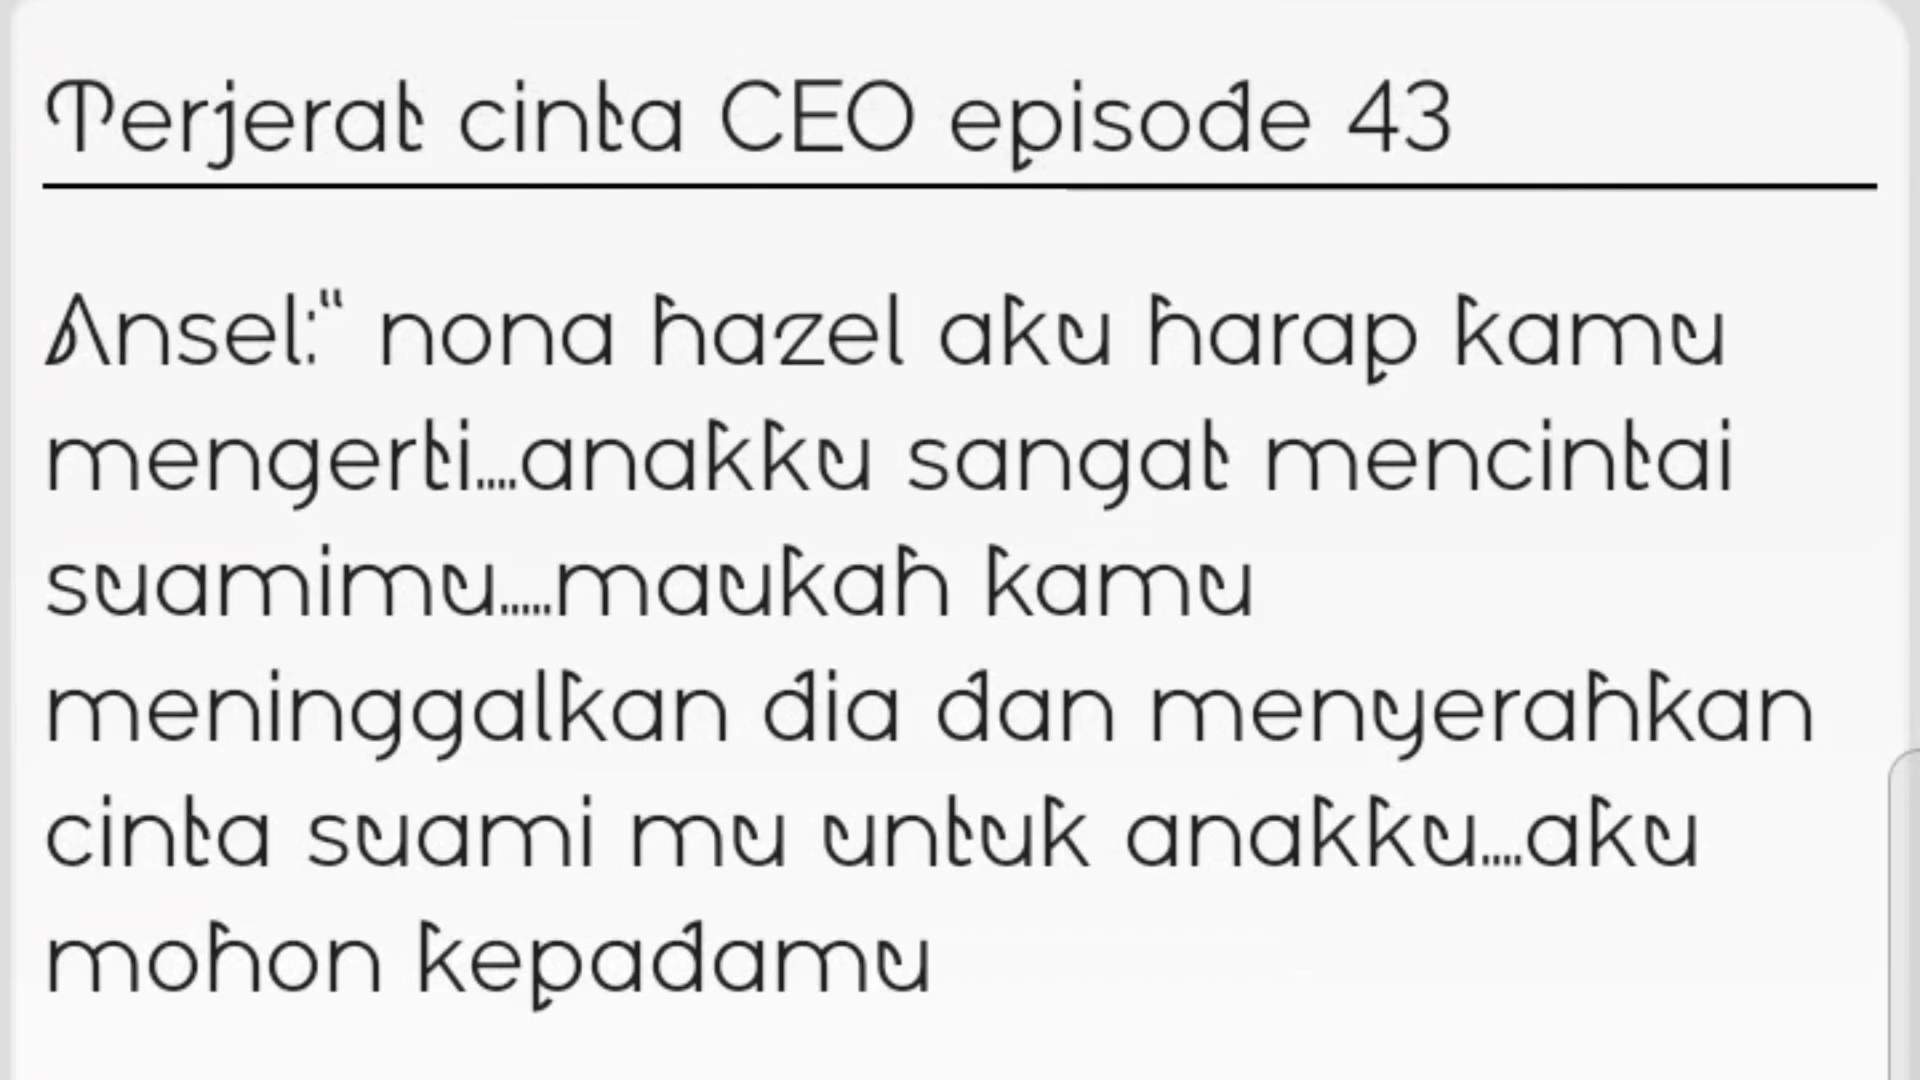 Terjerat cinta CEO episode 43
Ansel:" nona hazel aku harap kamu
mengerti....anakku sangat mencintai
suamimu.....maukah kamu
meninggalkan dia dan menyerahkan
cinta suami mu untuk anakku....aku
mohon kepadamu